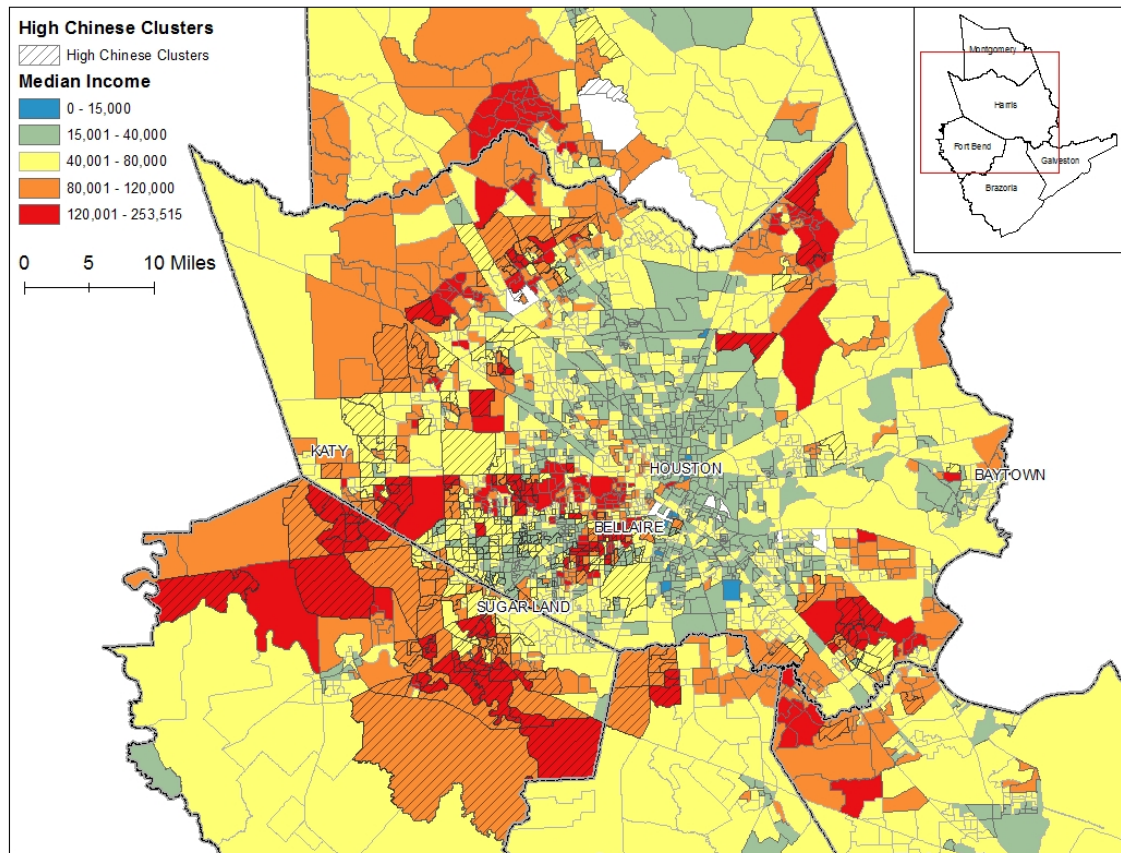 High Chinese Clusters
High Chinese Clusters
Median Income
0 - 15,000
15,001 - 40,000
40,001 - 80,000
80,001 - 120,000
120,001 - 253,515
0 5 10 Miles
Montgomery
Harris
Fort Bend
Galveston
Brazoria
KATY
HOUSTON
BAYTOWN
BELLAIRE
SUGAR LAND